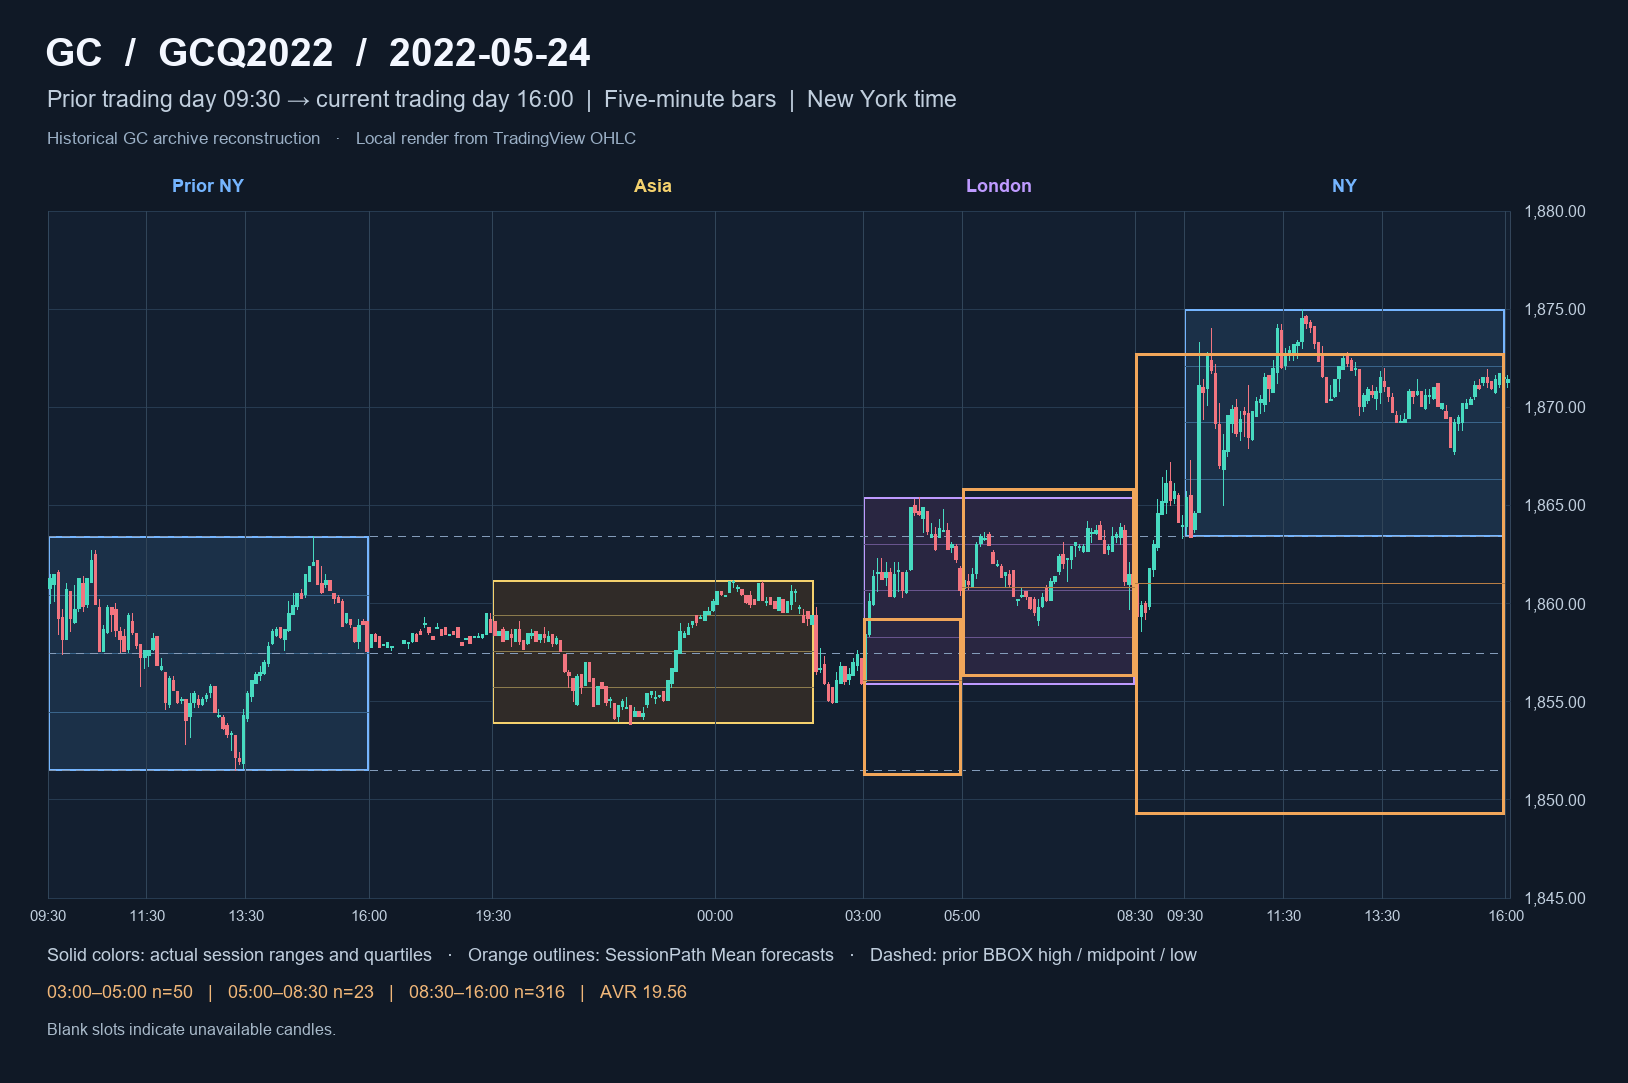 GC / GCQ2022 / 2022-05-24
Prior trading day 09:30 → current trading day 16:00 | Five-minute bars | New York time
Historical GC archive reconstruction · Local render from TradingView OHLC
Prior NY Asia London NY
1,880.00
1,875.00
1,870.00
1,865.00
1,860.00
1,855.00
1,850.00
1,845.00
09:30 11:30 13:30 16:00 19:30 00:00 03:00 05:00 08:30 09:30 11:30 13:30 16:00
Solid colors: actual session ranges and quartiles · Orange outlines: SessionPath Mean forecasts · Dashed: prior BBOX high / midpoint / low
03:00–05:00 n=50 | 05:00–08:30 n=23 | 08:30–16:00 n=316 | AVR 19.56
Blank slots indicate unavailable candles.